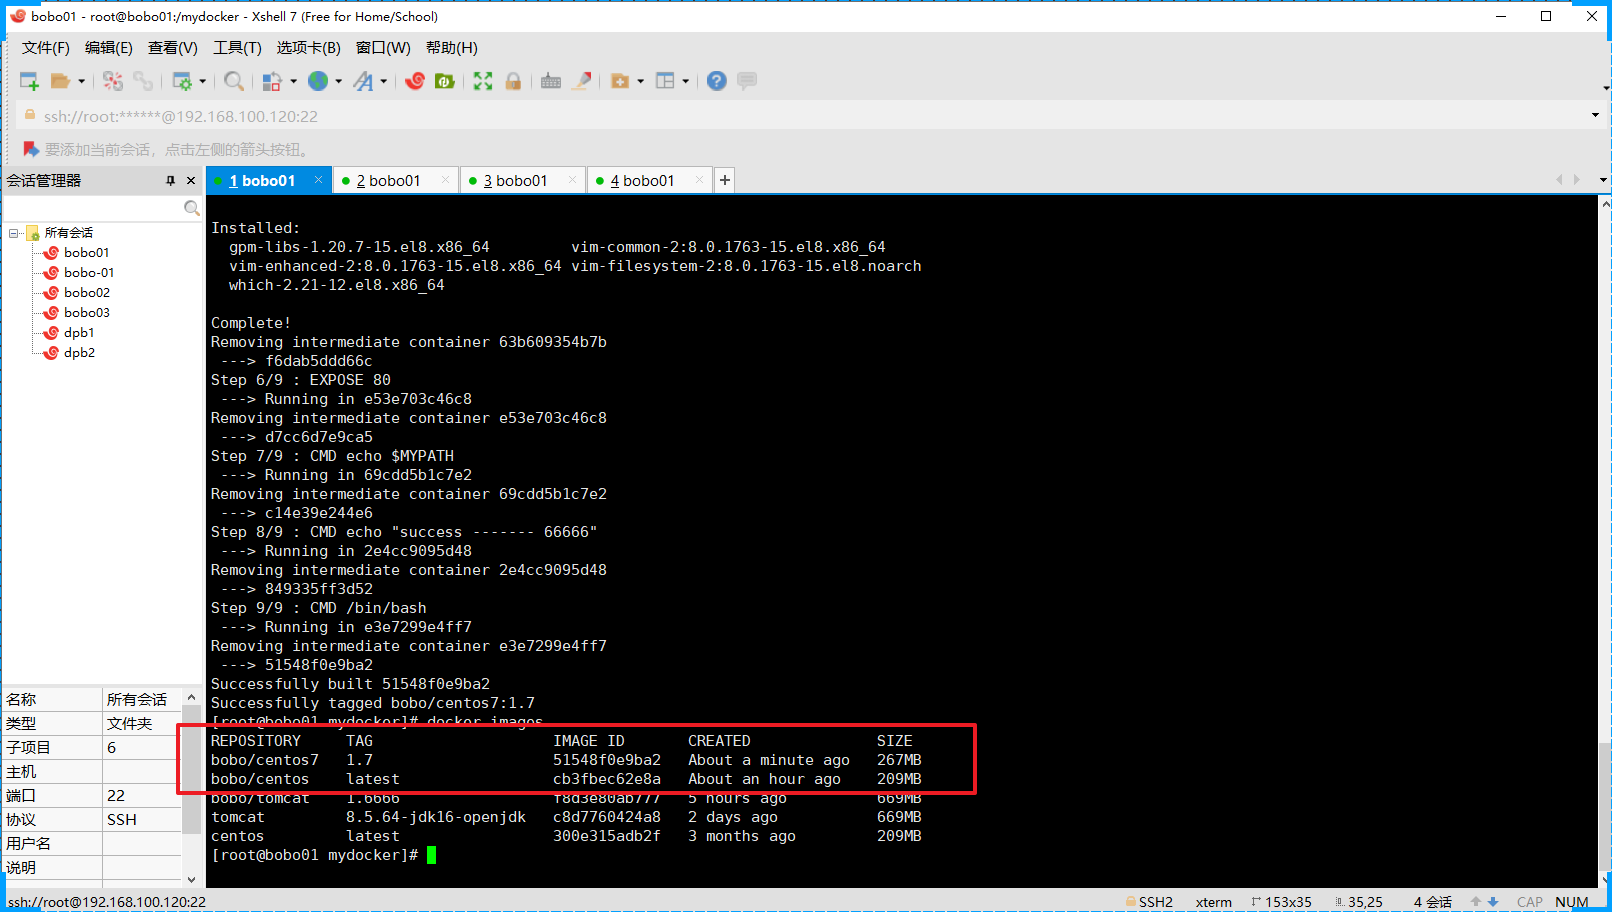 bobo01 - root@bobo01:/mydocker - Xshell 7 (Free for Home/School)
文件(F) 编辑(E) 查看(V) 工具(T) 选项卡(B) 窗口(W) 帮助(H)
ssh://root:******@192.168.100.120:22
要添加当前会话，点击左侧的箭头按钮。
会话管理器
1 bobo01
2 bobo01
3 bobo01
4 bobo01
所有会话
bobo01
bobo-01
bobo02
bobo03
dpb1
dpb2
名称 所有会话
类型 文件夹
子项目 6
主机
端口 22
协议 SSH
用户名
说明
Installed:
gpm-libs-1.20.7-15.el8.x86_64 vim-common-2:8.0.1763-15.el8.x86_64
vim-enhanced-2:8.0.1763-15.el8.x86_64 vim-filesystem-2:8.0.1763-15.el8.noarch
which-2.21-12.el8.x86_64
Complete!
Removing intermediate container 63b609354b7b
---> f6dab5ddd66c
Step 6/9 : EXPOSE 80
---> Running in e53e703c46c8
Removing intermediate container e53e703c46c8
---> d7cc6d7e9ca5
Step 7/9 : CMD echo $MYPATH
---> Running in 69cdd5b1c7e2
Removing intermediate container 69cdd5b1c7e2
---> c14e39e244e6
Step 8/9 : CMD echo "success ------- 66666"
---> Running in 2e4cc9095d48
Removing intermediate container 2e4cc9095d48
---> 849335ff3d52
Step 9/9 : CMD /bin/bash
---> Running in e3e7299e4ff7
Removing intermediate container e3e7299e4ff7
---> 51548f0e9ba2
Successfully built 51548f0e9ba2
Successfully tagged bobo/centos7:1.7
[root@bobo01 mydocker]# docker images
REPOSITORY TAG IMAGE ID CREATED SIZE
bobo/centos7 1.7 51548f0e9ba2 About a minute ago 267MB
bobo/centos latest cb3fbec62e8a About an hour ago 209MB
bobo/tomcat 1.6666 f8d3e80ab777 5 hours ago 669MB
tomcat 8.5.64-jdk16-openjdk c8d7760424a8 2 days ago 669MB
centos latest 300e315adb2f 3 months ago 209MB
[root@bobo01 mydocker]#
ssh://root@192.168.100.120:22 SSH2 xterm 153x35 35,25 4 会话 CAP NUM